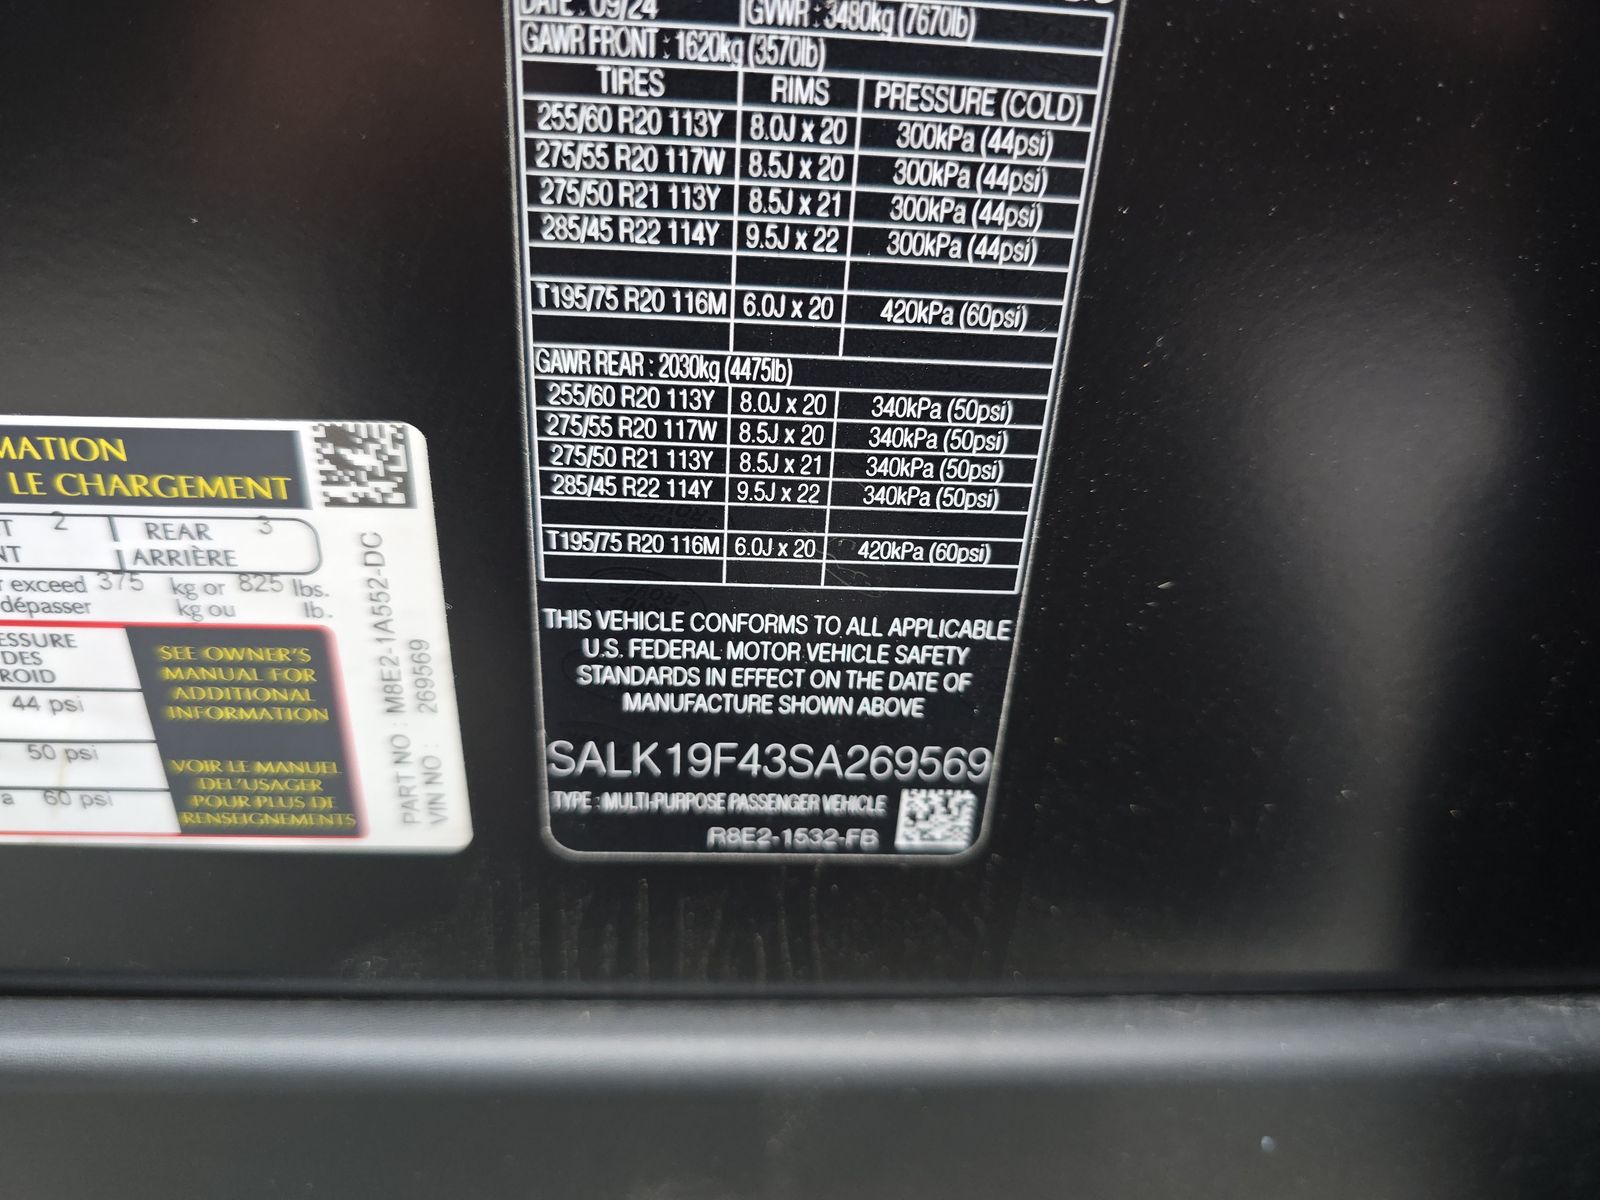 DATE : 09/24 GVWR : 3480kg (7670lb)
GAWR FRONT : 1620kg (3570lb)
TIRES RIMS PRESSURE (COLD)
255/60 R20 113Y 8.0J x 20 300kPa (44psi)
275/55 R20 117W 8.5J x 20 300kPa (44psi)
275/50 R21 113Y 8.5J x 21 300kPa (44psi)
285/45 R22 114Y 9.5J x 22 300kPa (44psi)
T195/75 R20 116M 6.0J x 20 420kPa (60psi)
GAWR REAR : 2030kg (4475lb)
255/60 R20 113Y 8.0J x 20 340kPa (50psi)
275/55 R20 117W 8.5J x 20 340kPa (50psi)
275/50 R21 113Y 8.5J x 21 340kPa (50psi)
285/45 R22 114Y 9.5J x 22 340kPa (50psi)
T195/75 R20 116M 6.0J x 20 420kPa (60psi)
THIS VEHICLE CONFORMS TO ALL APPLICABLE
U.S. FEDERAL MOTOR VEHICLE SAFETY
STANDARDS IN EFFECT ON THE DATE OF
MANUFACTURE SHOWN ABOVE
SALK19F43SA269569
TYPE : MULTI-PURPOSE PASSENGER VEHICLE
R8E2-1532-FB
MATION
LE CHARGEMENT
T 2 REAR 3
NT ARRIÈRE
r exceed 375 kg or 825 lbs.
dépasser kg ou lb.
ESSURE
DES
ROID
44 psi
50 psi
a 60 psi
SEE OWNER'S
MANUAL FOR
ADDITIONAL
INFORMATION
VOIR LE MANUEL
DE L'USAGER
POUR PLUS DE
RENSEIGNEMENTS
PART NO : M8E2-1A552-DC
VIN NO : 269569